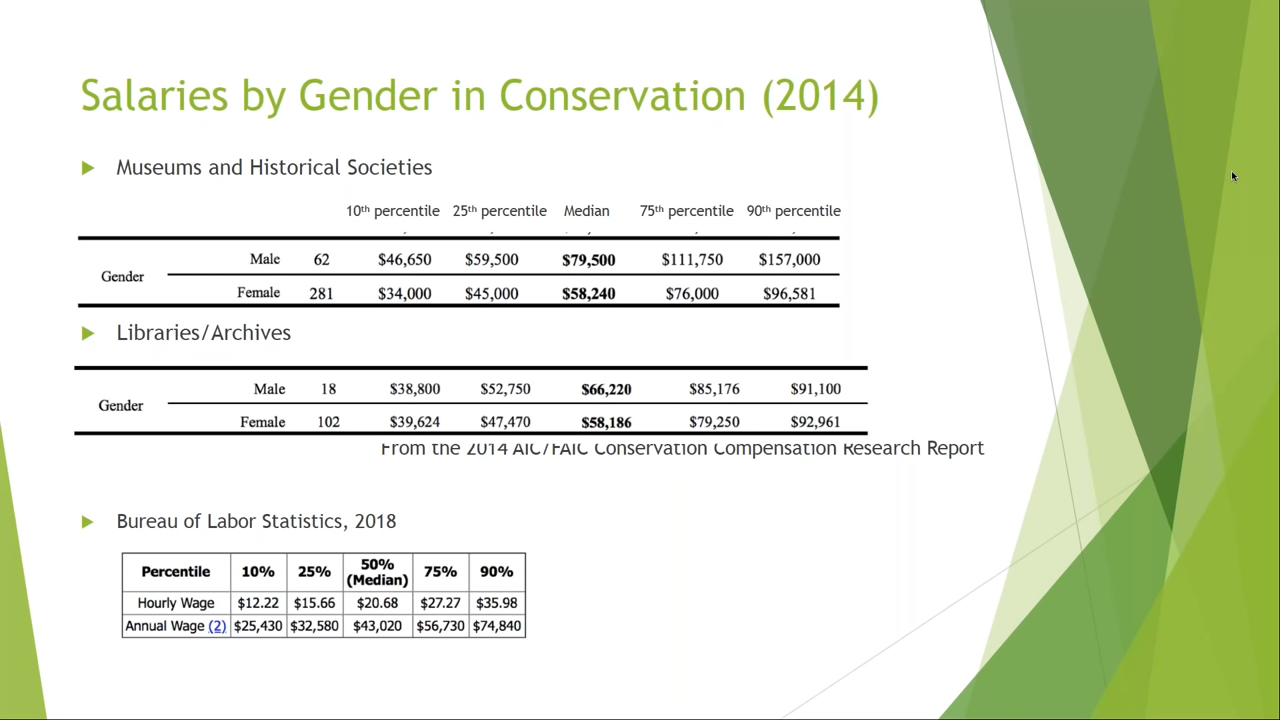 Salaries by Gender in Conservation (2014)
Museums and Historical Societies
10th percentile 25th percentile Median 75th percentile 90th percentile
Male 62 $46,650 $59,500 $79,500 $111,750 $157,000
Gender
Female 281 $34,000 $45,000 $58,240 $76,000 $96,581
Libraries/Archives
Male 18 $38,800 $52,750 $66,220 $85,176 $91,100
Gender
Female 102 $39,624 $47,470 $58,186 $79,250 $92,961
From the 2014 AIC/FAIC Conservation Compensation Research Report
Bureau of Labor Statistics, 2018
Percentile 10% 25% 50% (Median) 75% 90%
Hourly Wage $12.22 $15.66 $20.68 $27.27 $35.98
Annual Wage (2) $25,430 $32,580 $43,020 $56,730 $74,840